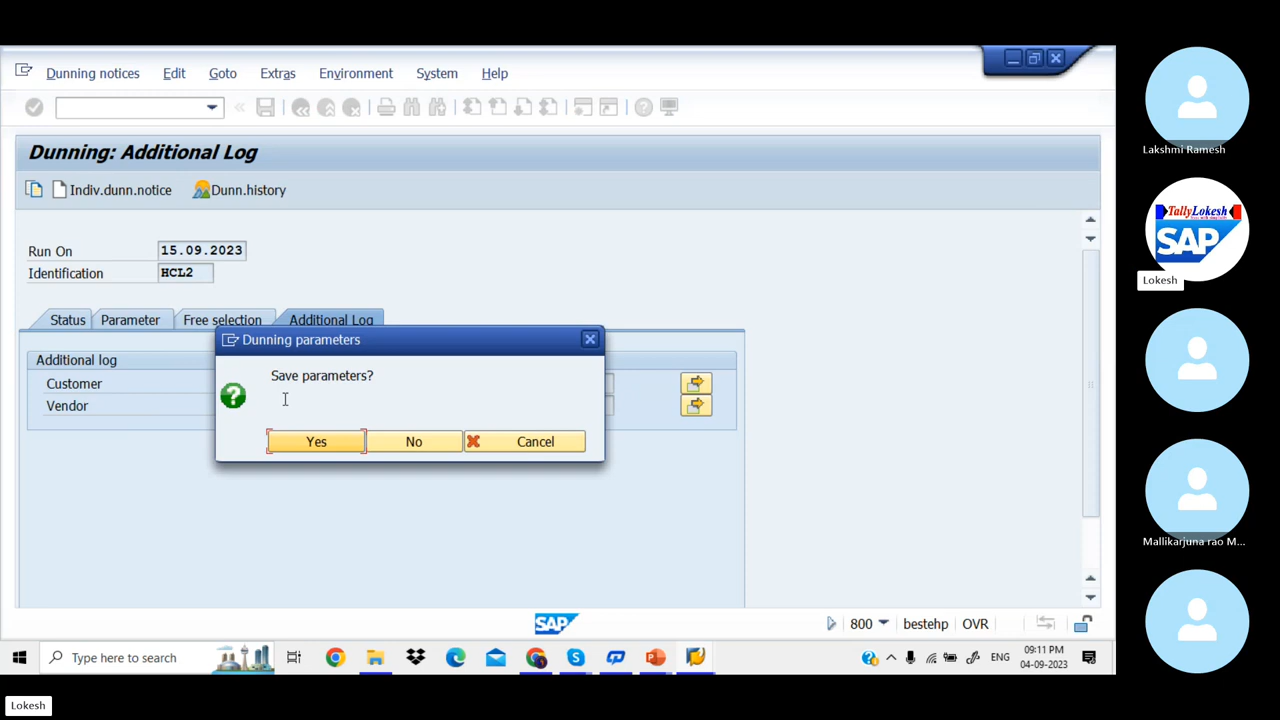 Dunning notices Edit Goto Extras Environment System Help
Dunning: Additional Log
Indiv.dunn.notice Dunn.history
Run On 15.09.2023
Identification HCL2
Status Parameter Free selection Additional Log
Dunning parameters
Additional log
Save parameters?
Customer
Vendor
Yes No Cancel
SAP
800 bestehp OVR
Type here to search
ENG
09:11 PM
04-09-2023
Lakshmi Ramesh
TallyLokesh
SAP
Lokesh
Mallikarjuna rao M...
Lokesh